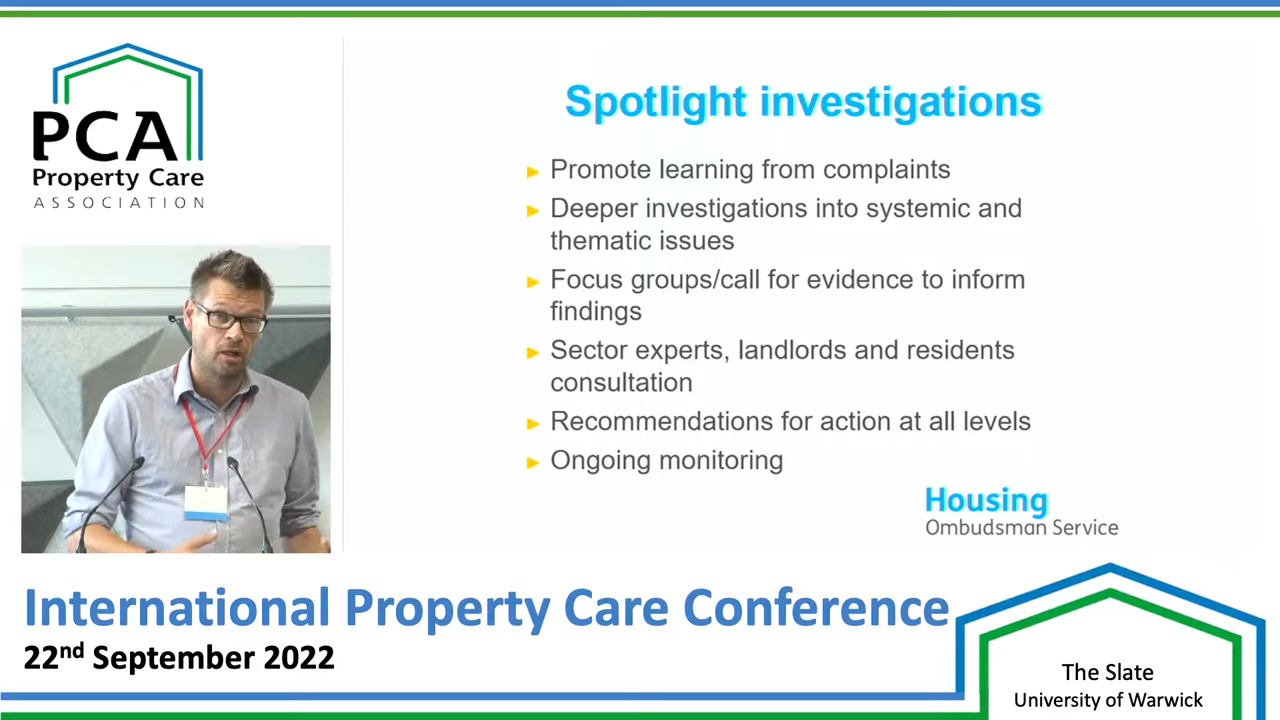 PCA
Property Care
ASSOCIATION
Spotlight investigations
Promote learning from complaints
Deeper investigations into systemic and
thematic issues
Focus groups/call for evidence to inform
findings
Sector experts, landlords and residents
consultation
Recommendations for action at all levels
Ongoing monitoring
Housing
Ombudsman Service
International Property Care Conference
22nd September 2022
The Slate
University of Warwick